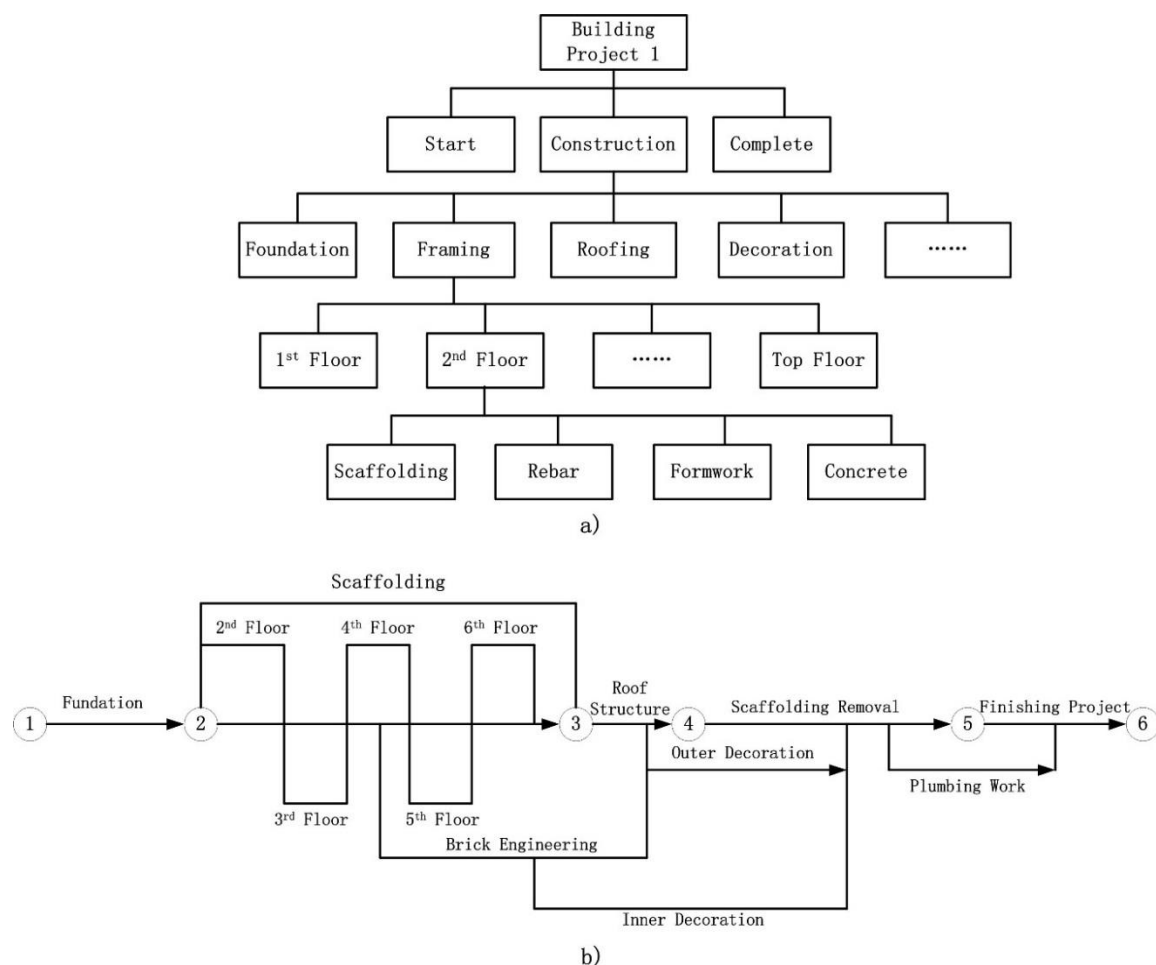 Building
Project 1
Start
Construction
Complete
Foundation
Framing
Roofing
Decoration
……
1st Floor
2nd Floor
……
Top Floor
Scaffolding
Rebar
Formwork
Concrete
a)
Scaffolding
2nd Floor
4th Floor
6th Floor
Fundation
Roof
Structure
Scaffolding Removal
Finishing Project
1
2
3
4
5
6
Outer Decoration
Plumbing Work
3rd Floor
5th Floor
Brick Engineering
Inner Decoration
b)